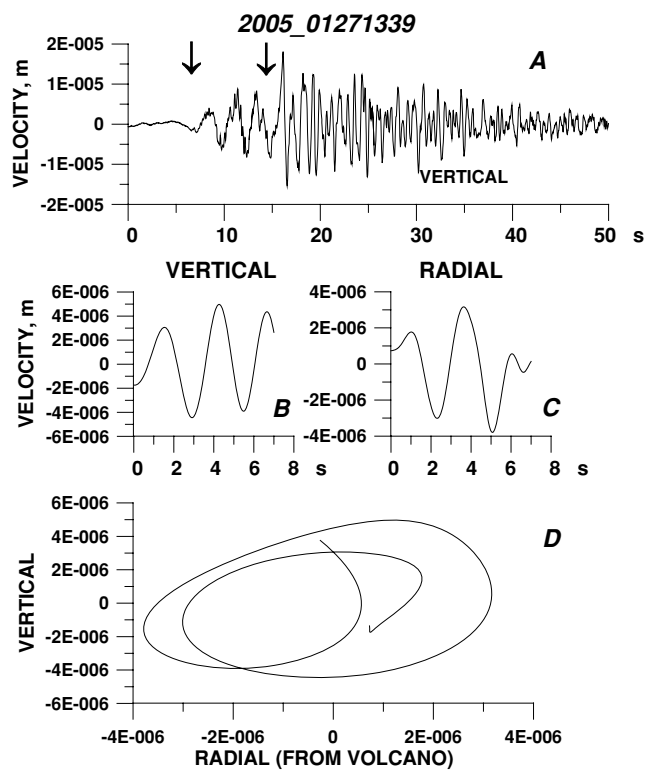 2005_01271339
2E-005
1E-005
0
-1E-005
-2E-005
VELOCITY, m
A
VERTICAL
0 10 20 30 40 50 s
VERTICAL RADIAL
6E-006
4E-006
2E-006
0
-2E-006
-4E-006
-6E-006
VELOCITY, m
B
0 2 4 6 8 s
4E-006
2E-006
0
-2E-006
-4E-006
C
0 2 4 6 8 s
6E-006
4E-006
2E-006
0
-2E-006
-4E-006
-6E-006
VERTICAL
D
-4E-006 -2E-006 0 2E-006 4E-006
RADIAL (FROM VOLCANO)